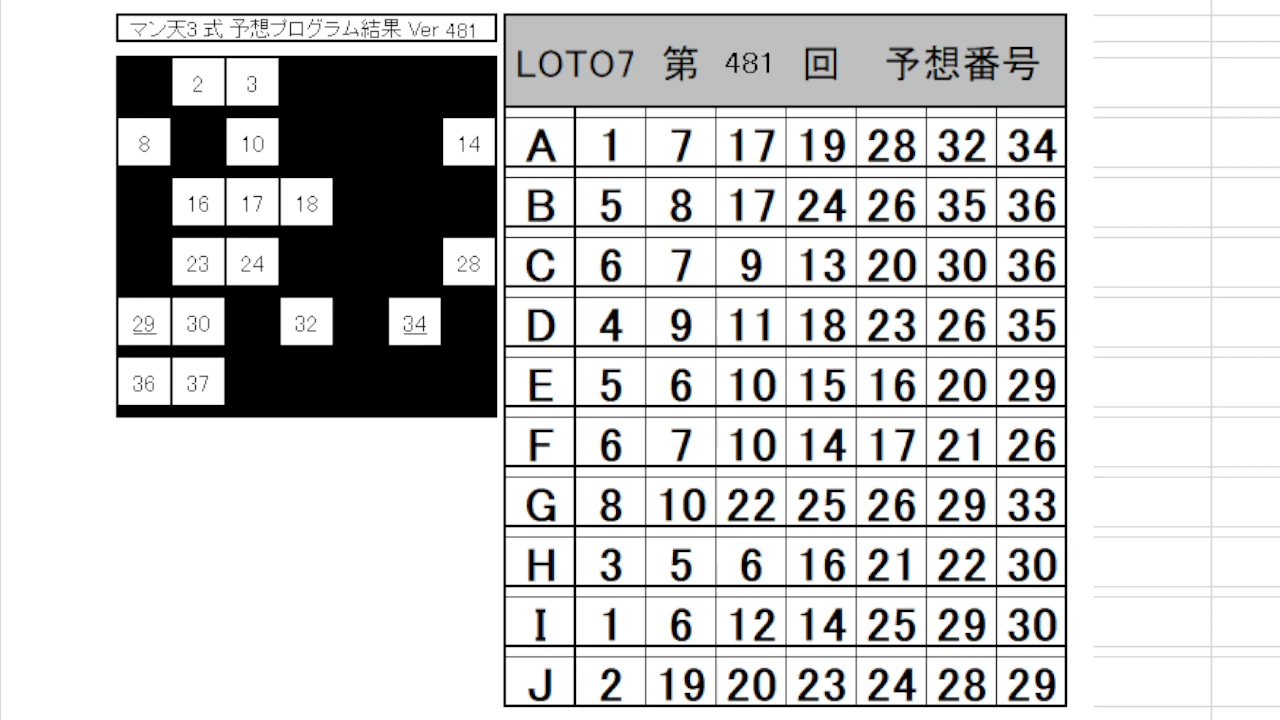 マン天3 式 予想プログラム結果 Ver 481
2 3
8 10 14
16 17 18
23 24 28
29 30 32 34
36 37
LOTO7 第 481 回 予想番号
A 1 7 17 19 28 32 34
B 5 8 17 24 26 35 36
C 6 7 9 13 20 30 36
D 4 9 11 18 23 26 35
E 5 6 10 15 16 20 29
F 6 7 10 14 17 21 26
G 8 10 22 25 26 29 33
H 3 5 6 16 21 22 30
I 1 6 12 14 25 29 30
J 2 19 20 23 24 28 29